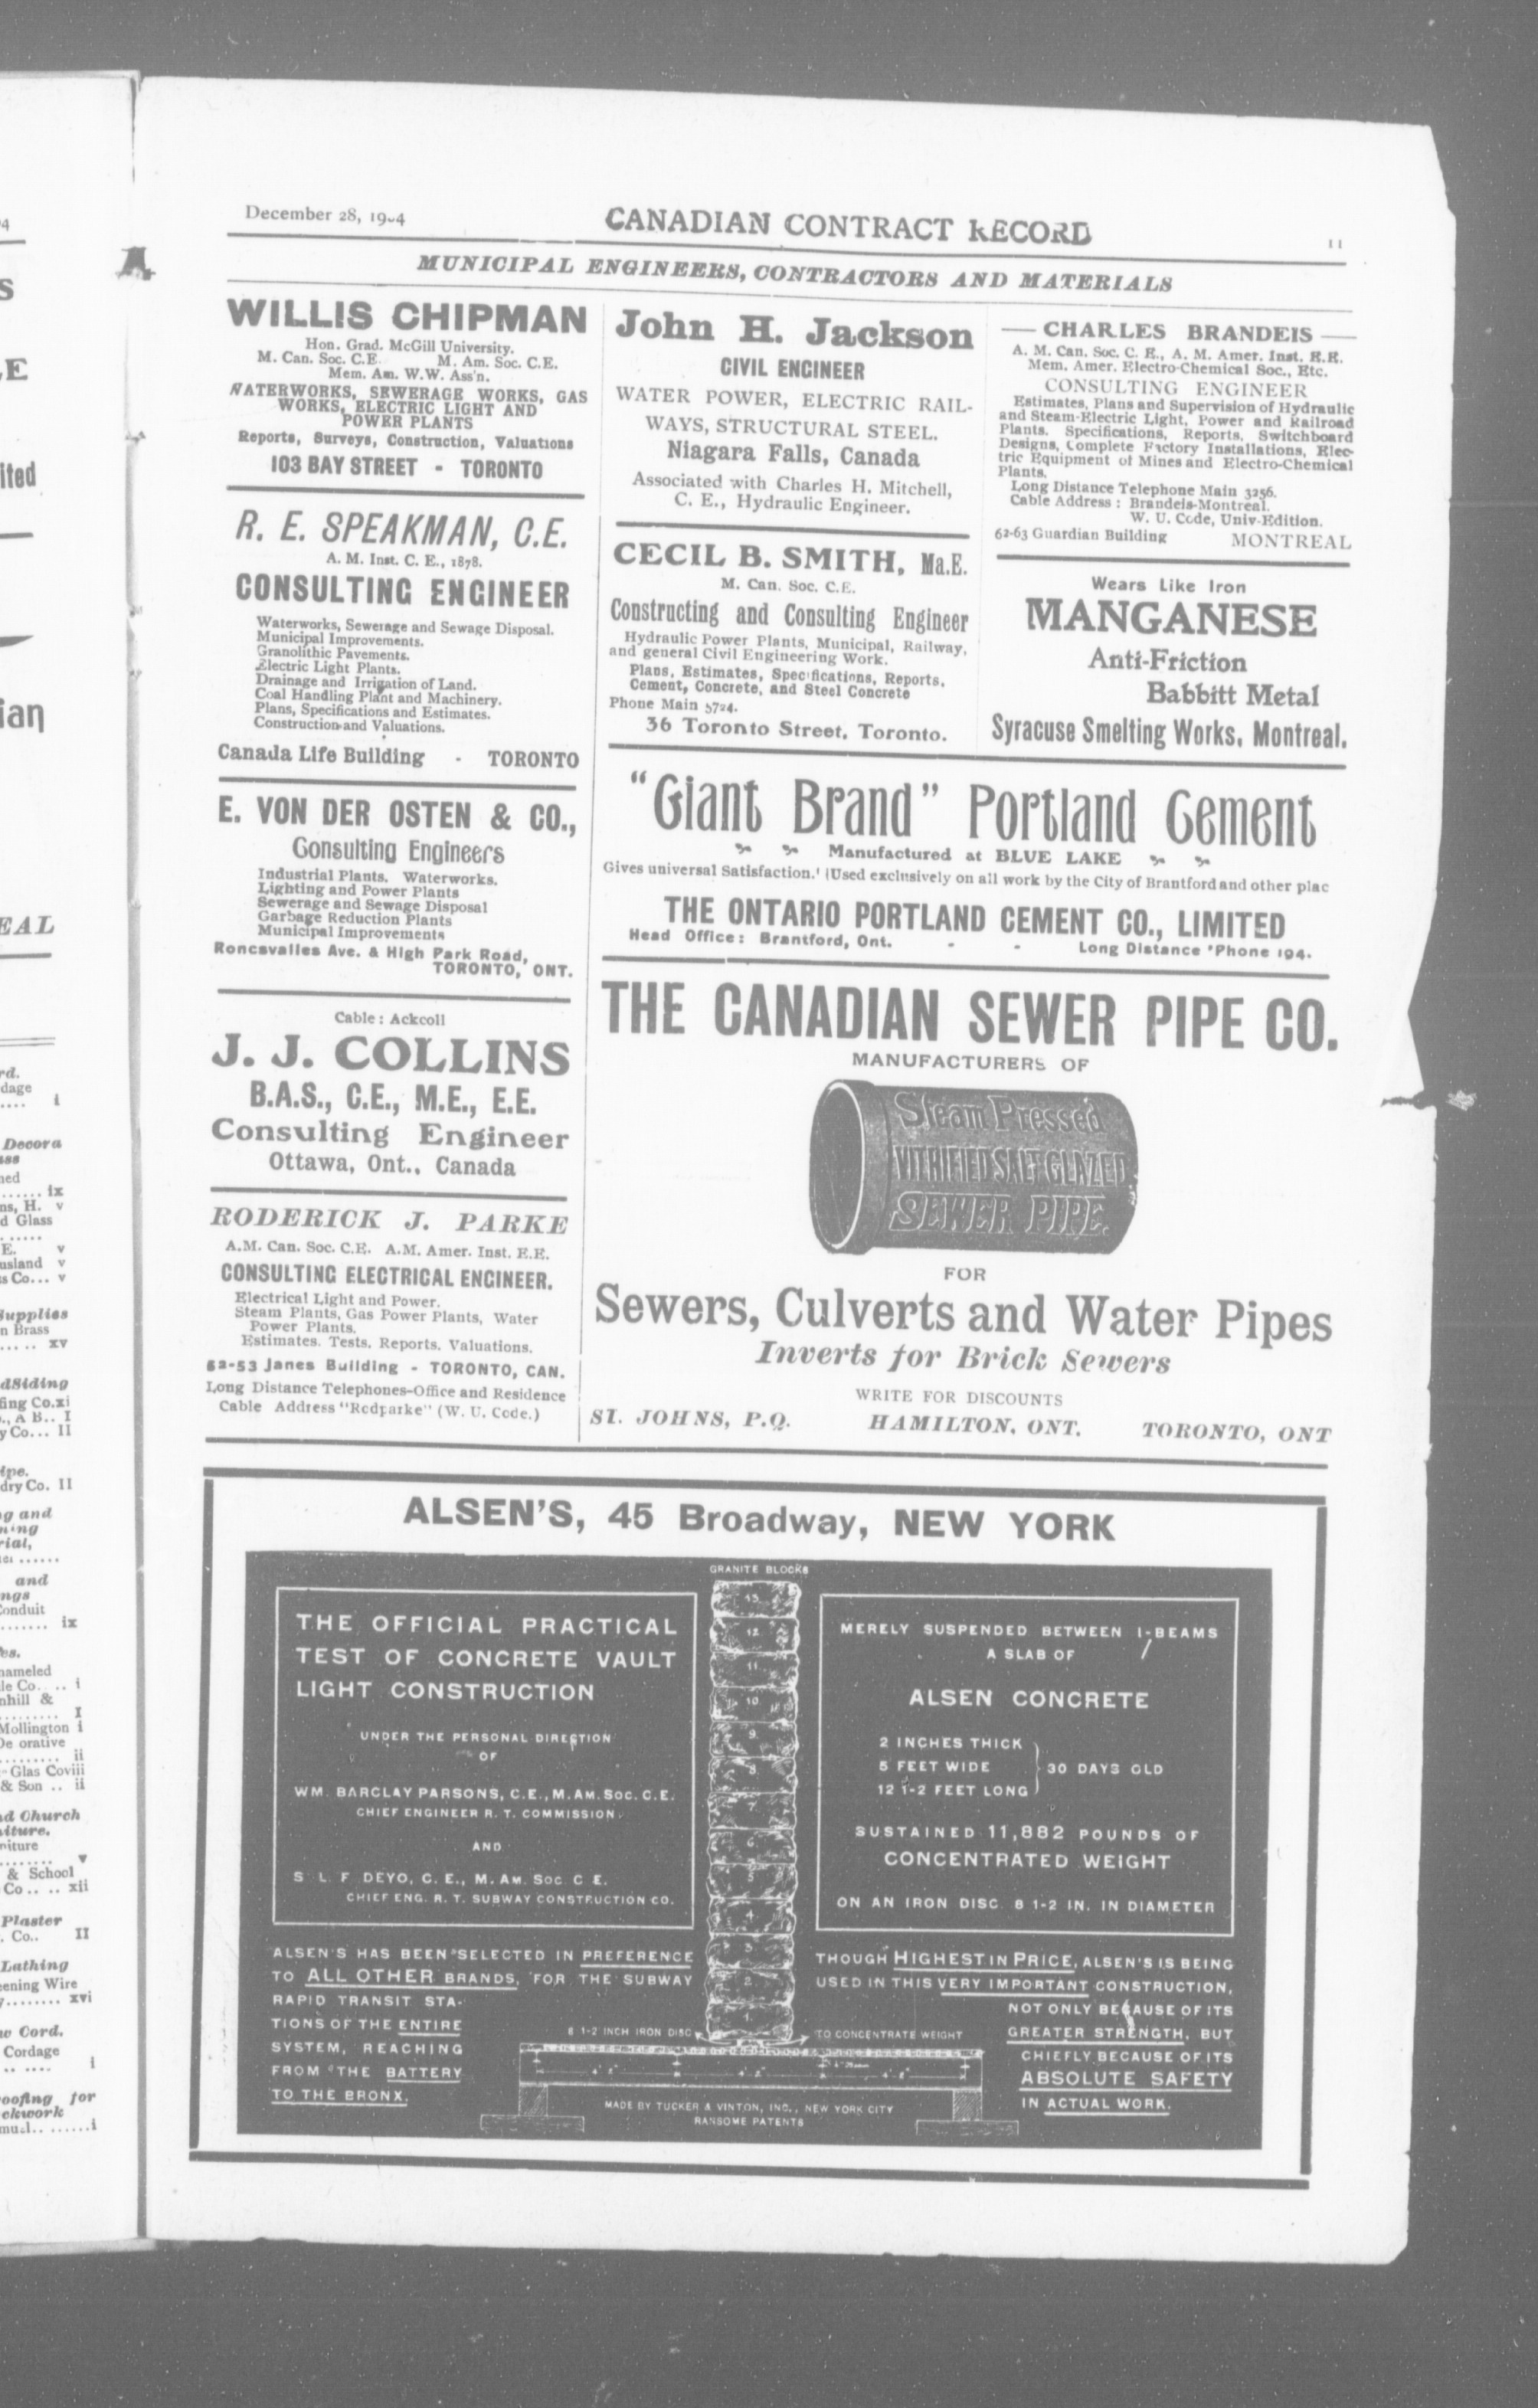 December 28, 1904
CANADIAN CONTRACT RECORD
11
MUNICIPAL ENGINEERS, CONTRACTORS AND MATERIALS
WILLIS CHIPMAN
Hon. Grad. McGill University.
M. Can. Soc. C.E. M. Am. Soc. C.E.
Mem. Am. W.W. Ass'n.
WATERWORKS, SEWERAGE WORKS, GAS
WORKS, ELECTRIC LIGHT AND
POWER PLANTS
Reports, Surveys, Construction, Valuations
103 BAY STREET - TORONTO
R. E. SPEAKMAN, C.E.
A. M. Inst. C. E., 1878.
CONSULTING ENGINEER
Waterworks, Sewerage and Sewage Disposal.
Municipal Improvements.
Granolithic Pavements.
Electric Light Plants.
Drainage and Irrigation of Land.
Coal Handling Plant and Machinery.
Plans, Specifications and Estimates.
Construction and Valuations.
Canada Life Building - TORONTO
E. VON DER OSTEN & CO.,
Consulting Engineers
Industrial Plants. Waterworks.
Lighting and Power Plants
Sewerage and Sewage Disposal
Garbage Reduction Plants
Municipal Improvements
Roncesvalles Ave. & High Park Road,
TORONTO, ONT.
Cable: Ackcoll
J. J. COLLINS
B.A.S., C.E., M.E., E.E.
Consulting Engineer
Ottawa, Ont., Canada
RODERICK J. PARKE
A.M. Can. Soc. C.E. A.M. Amer. Inst. E.E.
CONSULTING ELECTRICAL ENGINEER.
Electrical Light and Power.
Steam Plants, Gas Power Plants, Water
Power Plants.
Estimates. Tests, Reports. Valuations.
52-53 Janes Building - TORONTO, CAN.
Long Distance Telephones-Office and Residence
Cable Address "Rodparke" (W. U. Code.)
John H. Jackson
CIVIL ENGINEER
WATER POWER, ELECTRIC RAIL-
WAYS, STRUCTURAL STEEL.
Niagara Falls, Canada
Associated with Charles H. Mitchell,
C. E., Hydraulic Engineer.
CECIL B. SMITH, Ma.E.
M. Can. Soc. C.E.
Constructing and Consulting Engineer
Hydraulic Power Plants, Municipal, Railway,
and general Civil Engineering Work.
Plans, Estimates, Specifications, Reports.
Cement, Concrete, and Steel Concrete
Phone Main 5724.
36 Toronto Street, Toronto.
CHARLES BRANDEIS
A. M. Can. Soc. C. E., A. M. Amer. Inst. E.E.
Mem. Amer. Electro-Chemical Soc., Etc.
CONSULTING ENGINEER
Estimates, Plans and Supervision of Hydraulic
and Steam-Electric Light, Power and Railroad
Plants. Specifications, Reports, Switchboard
Designs, Complete Factory Installations, Elec-
tric Equipment of Mines and Electro-Chemical
Plants.
Long Distance Telephone Main 3256.
Cable Address: Brandeis-Montreal.
W. U. Code, Univ-Edition.
62-63 Guardian Building MONTREAL
Wears Like Iron
MANGANESE
Anti-Friction
Babbitt Metal
Syracuse Smelting Works, Montreal.
"Giant Brand" Portland Cement
Manufactured at BLUE LAKE
Gives universal Satisfaction. Used exclusively on all work by the City of Brantford and other plac
THE ONTARIO PORTLAND CEMENT CO., LIMITED
Head Office: Brantford, Ont. - - Long Distance 'Phone 194.
THE CANADIAN SEWER PIPE CO.
MANUFACTURERS OF
Steam Pressed
VITRIFIED SALT GLAZED
SEWER PIPE.
FOR
Sewers, Culverts and Water Pipes
Inverts for Brick Sewers
WRITE FOR DISCOUNTS
ST. JOHNS, P.Q. HAMILTON, ONT. TORONTO, ONT
ALSEN'S, 45 Broadway, NEW YORK
GRANITE BLOCKS
THE OFFICIAL PRACTICAL
TEST OF CONCRETE VAULT
LIGHT CONSTRUCTION
UNDER THE PERSONAL DIRECTION
OF
WM. BARCLAY PARSONS, C.E., M. AM. SOC. C.E.
CHIEF ENGINEER R. T. COMMISSION.
AND
S. L. F. DEYO, C. E., M. AM. SOC. C. E.
CHIEF ENG. R. T. SUBWAY CONSTRUCTION CO.
13
12
11
10
9
8
7
6
5
4
3
2
1
MERELY SUSPENDED BETWEEN I-BEAMS
A SLAB OF
ALSEN CONCRETE
2 INCHES THICK
5 FEET WIDE
12 1-2 FEET LONG
30 DAYS OLD
SUSTAINED 11,882 POUNDS OF
CONCENTRATED WEIGHT
ON AN IRON DISC 8 1-2 IN. IN DIAMETER
ALSEN'S HAS BEEN SELECTED IN PREFERENCE
TO ALL OTHER BRANDS, FOR THE SUBWAY
RAPID TRANSIT STA-
TIONS OF THE ENTIRE
SYSTEM, REACHING
FROM THE BATTERY
TO THE BRONX.
THOUGH HIGHEST IN PRICE, ALSEN'S IS BEING
USED IN THIS VERY IMPORTANT CONSTRUCTION,
NOT ONLY BECAUSE OF ITS
GREATER STRENGTH, BUT
CHIEFLY BECAUSE OF ITS
ABSOLUTE SAFETY
IN ACTUAL WORK.
8 1-2 INCH IRON DISC
TO CONCENTRATE WEIGHT
MADE BY TUCKER & VINTON, INC., NEW YORK CITY
RANSOME PATENTS